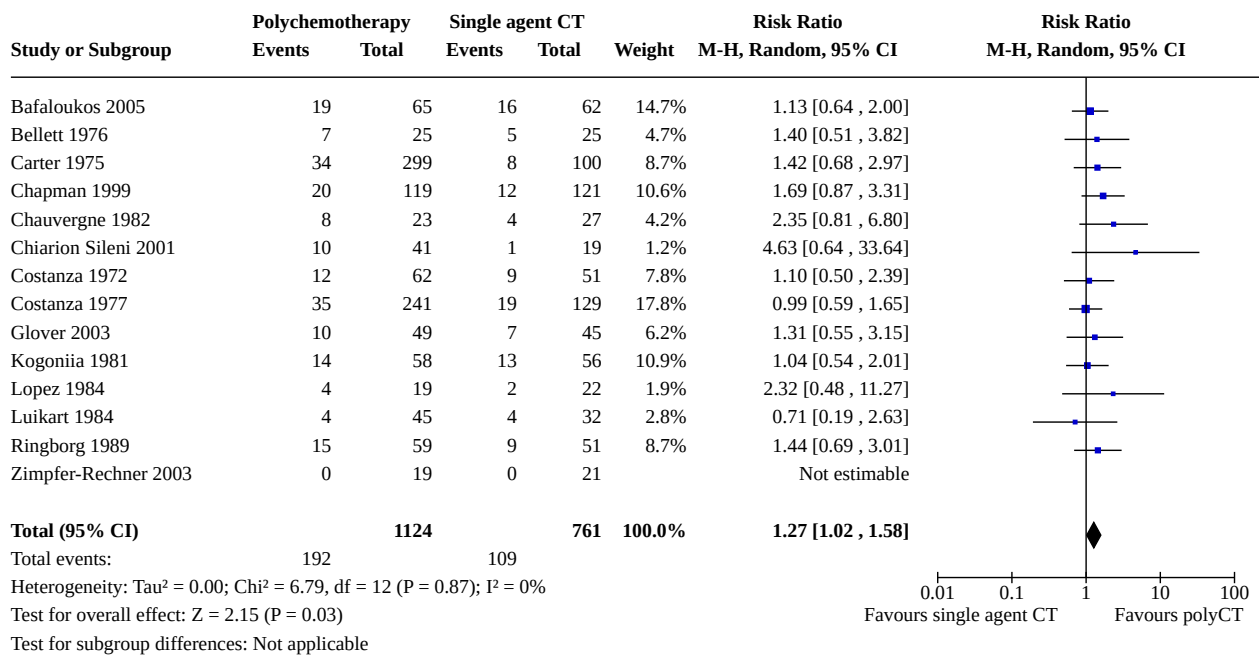 Polychemotherapy Single agent CT Risk Ratio Risk Ratio
Study or Subgroup Events Total Events Total Weight M-H, Random, 95% CI M-H, Random, 95% CI
Bafaloukos 2005 19 65 16 62 14.7% 1.13 [0.64 , 2.00]
Bellett 1976 7 25 5 25 4.7% 1.40 [0.51 , 3.82]
Carter 1975 34 299 8 100 8.7% 1.42 [0.68 , 2.97]
Chapman 1999 20 119 12 121 10.6% 1.69 [0.87 , 3.31]
Chauvergne 1982 8 23 4 27 4.2% 2.35 [0.81 , 6.80]
Chiarion Sileni 2001 10 41 1 19 1.2% 4.63 [0.64 , 33.64]
Costanza 1972 12 62 9 51 7.8% 1.10 [0.50 , 2.39]
Costanza 1977 35 241 19 129 17.8% 0.99 [0.59 , 1.65]
Glover 2003 10 49 7 45 6.2% 1.31 [0.55 , 3.15]
Kogoniia 1981 14 58 13 56 10.9% 1.04 [0.54 , 2.01]
Lopez 1984 4 19 2 22 1.9% 2.32 [0.48 , 11.27]
Luikart 1984 4 45 4 32 2.8% 0.71 [0.19 , 2.63]
Ringborg 1989 15 59 9 51 8.7% 1.44 [0.69 , 3.01]
Zimpfer-Rechner 2003 0 19 0 21 Not estimable
Total (95% CI) 1124 761 100.0% 1.27 [1.02 , 1.58]
Total events: 192 109
Heterogeneity: Tau² = 0.00; Chi² = 6.79, df = 12 (P = 0.87); I² = 0%
0.01 0.1 1 10 100
Test for overall effect: Z = 2.15 (P = 0.03)
Favours single agent CT Favours polyCT
Test for subgroup differences: Not applicable